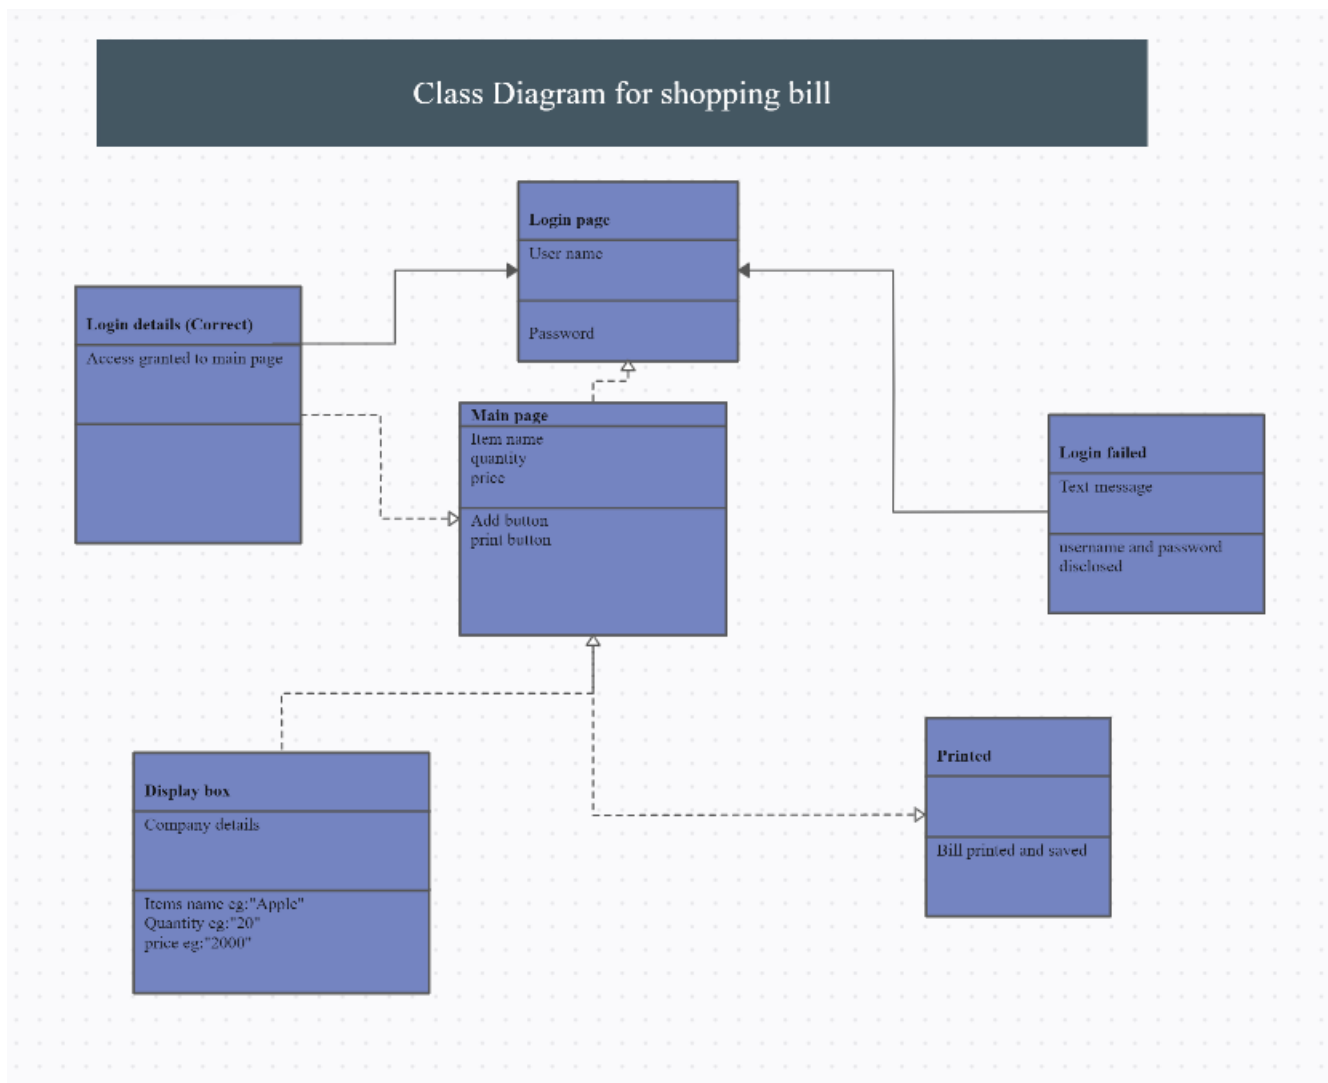 Class Diagram for shopping bill
Login page
User name
Password
Login details (Correct)
Access granted to main page
Main page
Item name
quantity
price
Add button
print button
Login failed
Text message
username and password
disclosed
Display box
Company details
Items name eg:"Apple"
Quantity eg:"20"
price eg:"2000"
Printed
Bill printed and saved